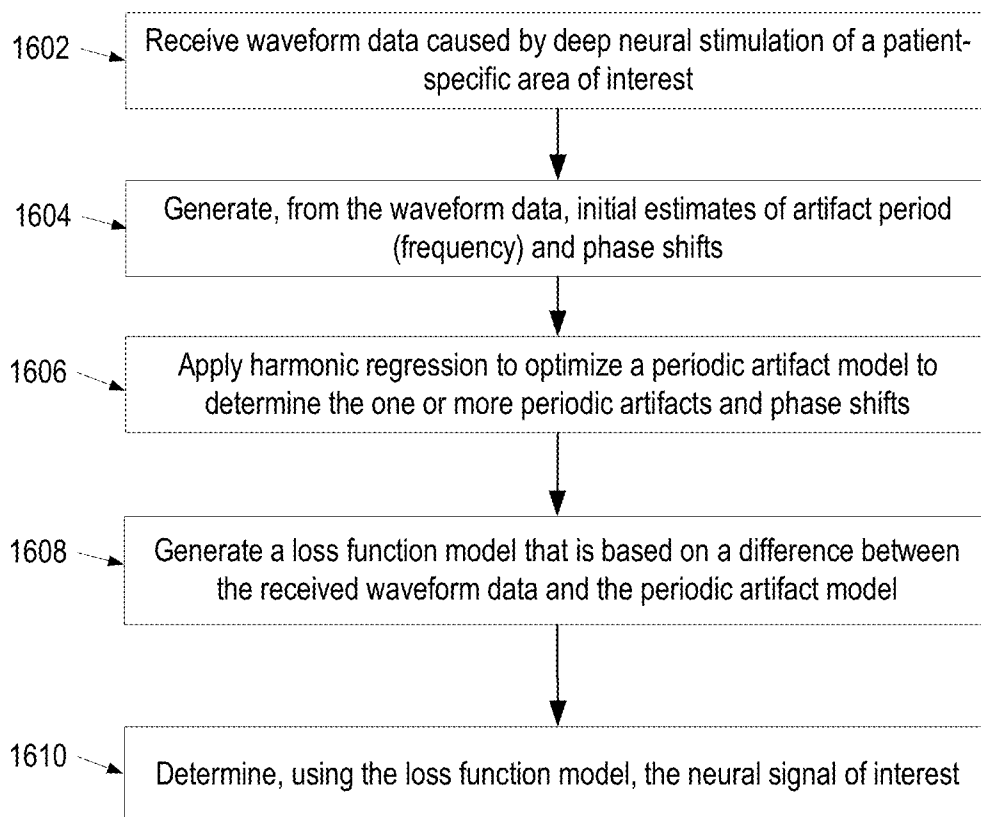 1602
Receive waveform data caused by deep neural stimulation of a patient-
specific area of interest
1604
Generate, from the waveform data, initial estimates of artifact period
(frequency) and phase shifts
1606
Apply harmonic regression to optimize a periodic artifact model to
determine the one or more periodic artifacts and phase shifts
1608
Generate a loss function model that is based on a difference between
the received waveform data and the periodic artifact model
1610
Determine, using the loss function model, the neural signal of interest